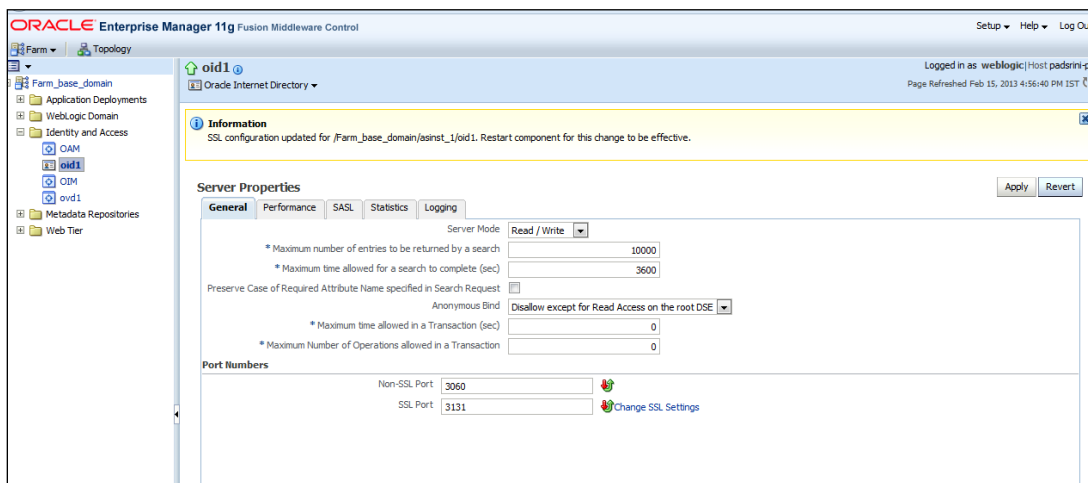 ORACLE Enterprise Manager 11g Fusion Middleware Control
Setup Help Log Ou
Farm Topology
Farm_base_domain
Application Deployments
WebLogic Domain
Identity and Access
OAM
oid1
OIM
ovd1
Metadata Repositories
Web Tier
oid1
Oracle Internet Directory
Logged in as weblogic|Host padsrini-p
Page Refreshed Feb 15, 2013 4:56:40 PM IST
Information
SSL configuration updated for /Farm_base_domain/asinst_1/oid1. Restart component for this change to be effective.
Server Properties
Apply Revert
General Performance SASL Statistics Logging
Server Mode Read / Write
* Maximum number of entries to be returned by a search 10000
* Maximum time allowed for a search to complete (sec) 3600
Preserve Case of Required Attribute Name specified in Search Request
Anonymous Bind Disallow except for Read Access on the root DSE
* Maximum time allowed in a Transaction (sec) 0
* Maximum Number of Operations allowed in a Transaction 0
Port Numbers
Non-SSL Port 3060
SSL Port 3131 Change SSL Settings